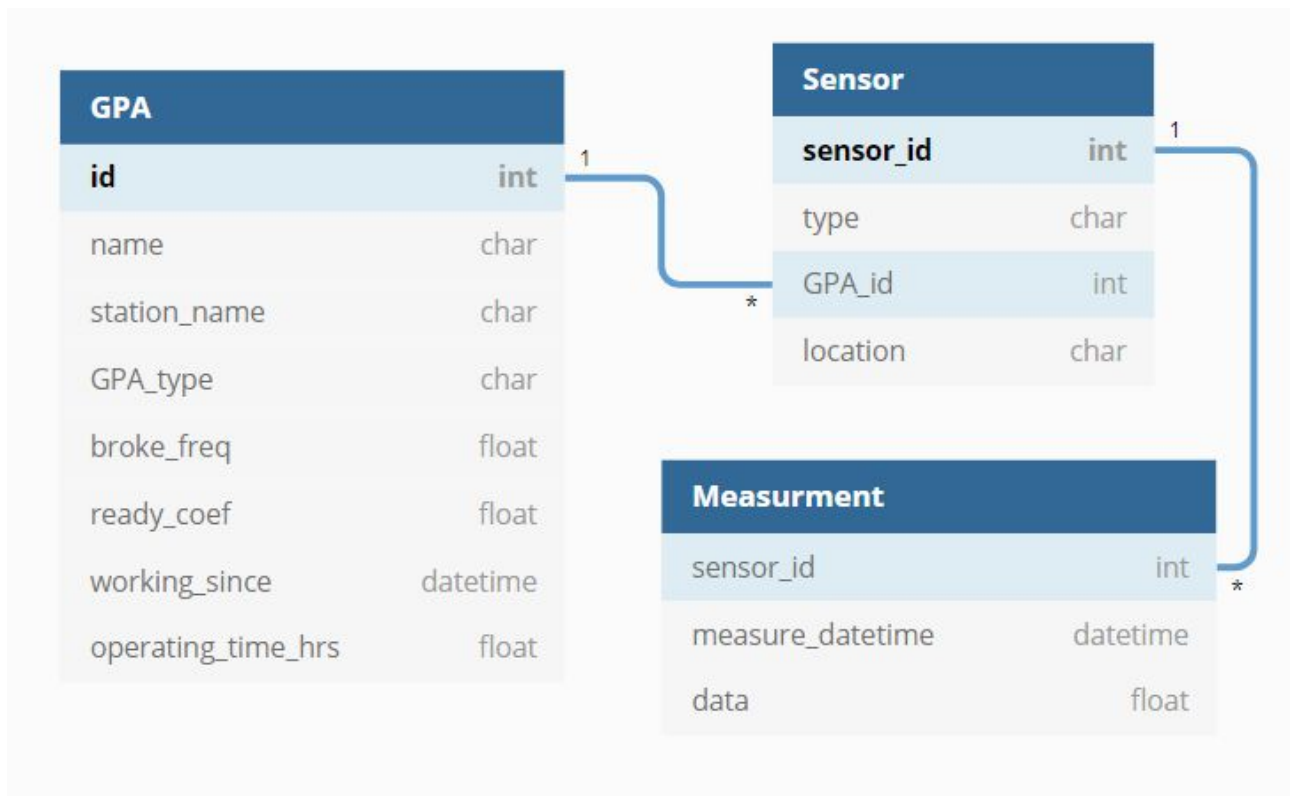 GPA
id int
name char
station_name char
GPA_type char
broke_freq float
ready_coef float
working_since datetime
operating_time_hrs float
1
*
Sensor
sensor_id int
type char
GPA_id int
location char
1
*
Measurment
sensor_id int
measure_datetime datetime
data float